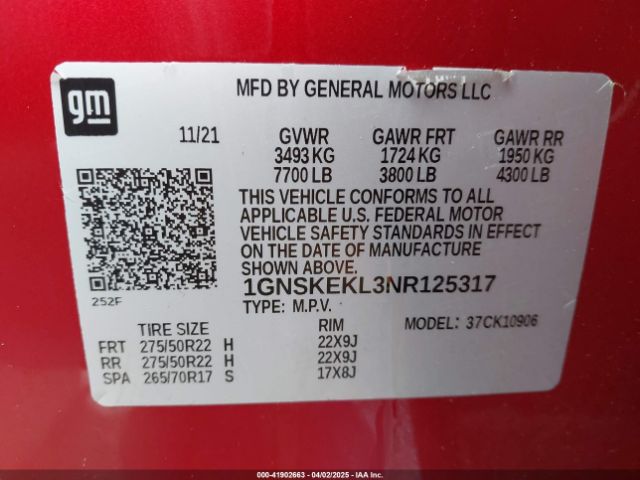 gm
MFD BY GENERAL MOTORS LLC
11/21 GVWR GAWR FRT GAWR RR
3493 KG 1724 KG 1950 KG
7700 LB 3800 LB 4300 LB
THIS VEHICLE CONFORMS TO ALL
APPLICABLE U.S. FEDERAL MOTOR
VEHICLE SAFETY STANDARDS IN EFFECT
ON THE DATE OF MANUFACTURE
SHOWN ABOVE.
1GNSKEKL3NR125317
252F
TYPE: M.P.V.
TIRE SIZE RIM MODEL: 37CK10906
FRT 275/50R22 H 22X9J
RR 275/50R22 H 22X9J
SPA 265/70R17 S 17X8J
000-41902663 - 04/02/2025 - IAA Inc.